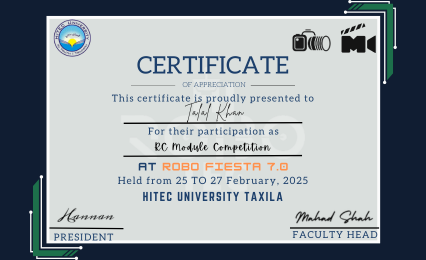 CERTIFICATE
OF APPRECIATION
This certificate is proudly presented to
Talal Khan
For their participation as
RC Module Competition
AT ROBO FIESTA 7.0
Held from 25 TO 27 February, 2025
HITEC UNIVERSITY TAXILA
Hannan
PRESIDENT
Mahad Shah
FACULTY HEAD